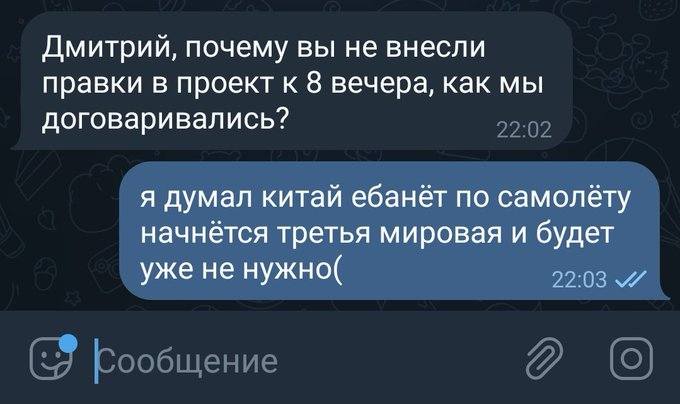 Дмитрий, почему вы не внесли
правки в проект к 8 вечера, как мы
договаривались?
22:02
я думал китай ебанёт по самолёту
начнётся третья мировая и будет
уже не нужно(
22:03
Сообщение